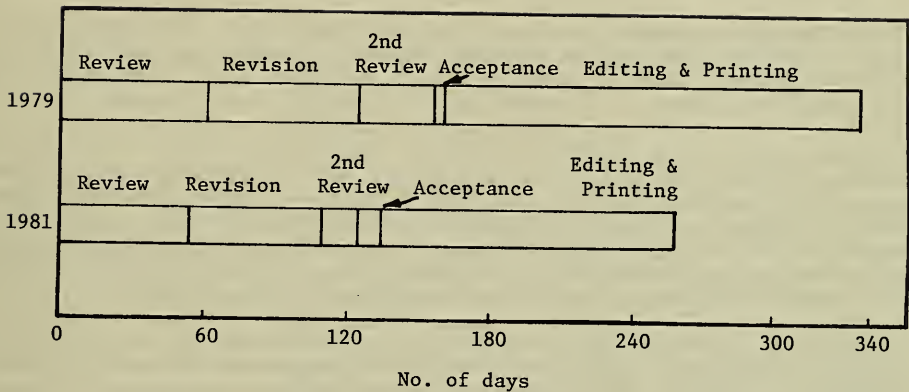 2nd
Review Revision Review Acceptance Editing & Printing
1979
2nd Editing &
Review Revision Review Acceptance Printing
1981
0 60 120 180 240 300 340
No. of days